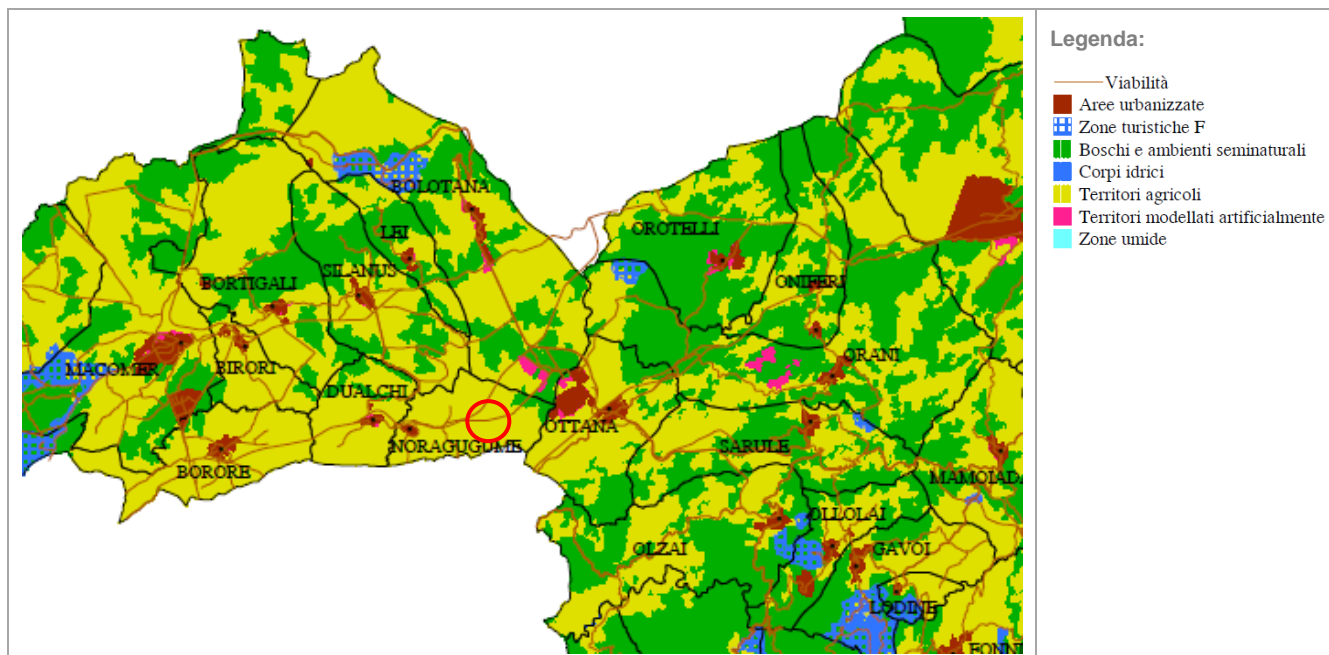 Legenda:
Viabilità
Aree urbanizzate
Zone turistiche F
Boschi e ambienti seminaturali
Corpi idrici
Territori agricoli
Territori modellati artificialmente
Zone umide
BOLOTANA
LEI
OROTELLI
SILANUS
BORTIGALI
ONIFERI
MACOMER
BIRORI
ORANI
DUALCHI
OTTANA
NORAGUGUME
SARULE
BORORE
MAMOIADA
OLLOLAI
OLZAI
GAVOI
LODINE
FONNI